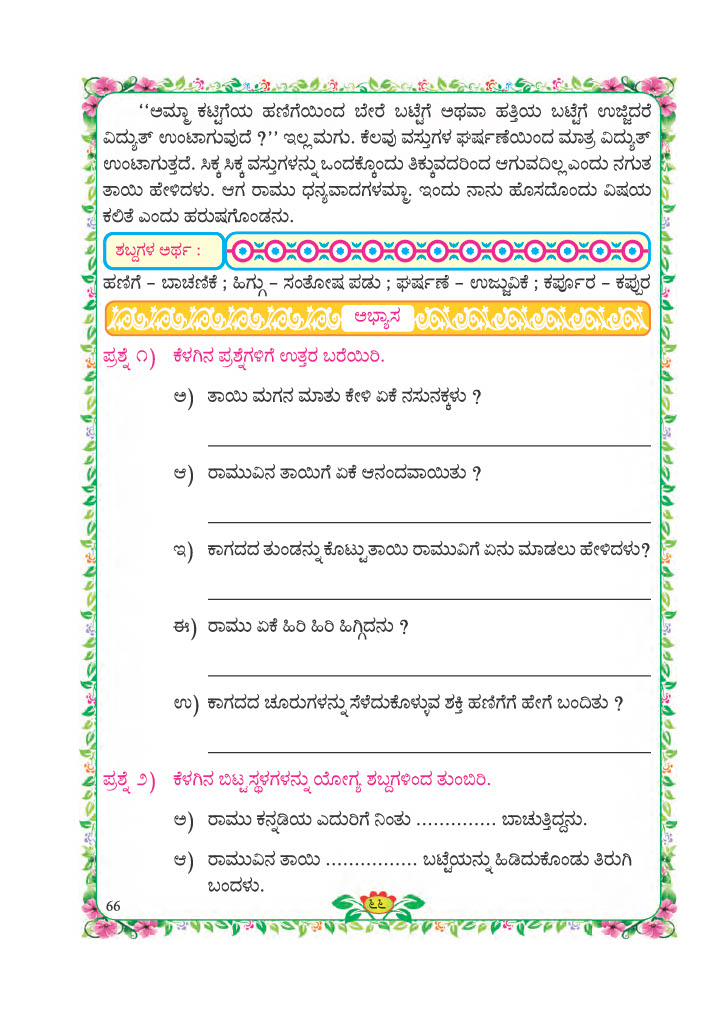 ‘‘ಅಮ್ಮಾ ಕಟ್ಟಿಗೆಯ ಹಣಿಗೆಯಿಂದ ಬೇರೆ ಬಟ್ಟೆಗೆ ಅಥವಾ ಹತ್ತಿಯ ಬಟ್ಟೆಗೆ ಉಜ್ಜಿದರೆ
ವಿದ್ಯುತ್ ಉಂಟಾಗುವುದೆ ?’’ ಇಲ್ಲ ಮಗು. ಕೆಲವು ವಸ್ತುಗಳ ಘರ್ಷಣೆಯಿಂದ ಮಾತ್ರ ವಿದ್ಯುತ್
ಉಂಟಾಗುತ್ತದೆ. ಸಿಕ್ಕ ಸಿಕ್ಕ ವಸ್ತುಗಳನ್ನು ಒಂದಕ್ಕೊಂದು ತಿಕ್ಕುವದರಿಂದ ಆಗುವದಿಲ್ಲ ಎಂದು ನಗುತ
ತಾಯಿ ಹೇಳಿದಳು. ಆಗ ರಾಮು ಧನ್ಯವಾದಗಳಮ್ಮಾ. ಇಂದು ನಾನು ಹೊಸದೊಂದು ವಿಷಯ
ಕಲಿತೆ ಎಂದು ಹರುಷಗೊಂಡನು.
ಶಬ್ದಗಳ ಅರ್ಥ :
ಹಣಿಗೆ – ಬಾಚಣಿಕೆ ; ಹಿಗ್ಗು – ಸಂತೋಷ ಪಡು ; ಘರ್ಷಣೆ – ಉಜ್ಜುವಿಕೆ ; ಕರ್ಪೂರ – ಕಪ್ಪುರ
ಅಭ್ಯಾಸ
ಪ್ರಶ್ನೆ ೧) ಕೆಳಗಿನ ಪ್ರಶ್ನೆಗಳಿಗೆ ಉತ್ತರ ಬರೆಯಿರಿ.
ಅ) ತಾಯಿ ಮಗನ ಮಾತು ಕೇಳಿ ಏಕೆ ನಸುನಕ್ಕಳು ?
ಆ) ರಾಮುವಿನ ತಾಯಿಗೆ ಏಕೆ ಆನಂದವಾಯಿತು ?
ಇ) ಕಾಗದದ ತುಂಡನ್ನು ಕೊಟ್ಟು ತಾಯಿ ರಾಮುವಿಗೆ ಏನು ಮಾಡಲು ಹೇಳಿದಳು?
ಈ) ರಾಮು ಏಕೆ ಹಿರಿ ಹಿರಿ ಹಿಗ್ಗಿದನು ?
ಉ) ಕಾಗದದ ಚೂರುಗಳನ್ನು ಸೆಳೆದುಕೊಳ್ಳುವ ಶಕ್ತಿ ಹಣಿಗೆಗೆ ಹೇಗೆ ಬಂದಿತು ?
ಪ್ರಶ್ನೆ ೨) ಕೆಳಗಿನ ಬಿಟ್ಟ ಸ್ಥಳಗಳನ್ನು ಯೋಗ್ಯ ಶಬ್ದಗಳಿಂದ ತುಂಬಿರಿ.
ಅ) ರಾಮು ಕನ್ನಡಿಯ ಎದುರಿಗೆ ನಿಂತು .............. ಬಾಚುತ್ತಿದ್ದನು.
ಆ) ರಾಮುವಿನ ತಾಯಿ ................ ಬಟ್ಟೆಯನ್ನು ಹಿಡಿದುಕೊಂಡು ತಿರುಗಿ
ಬಂದಳು.
66
೬೬